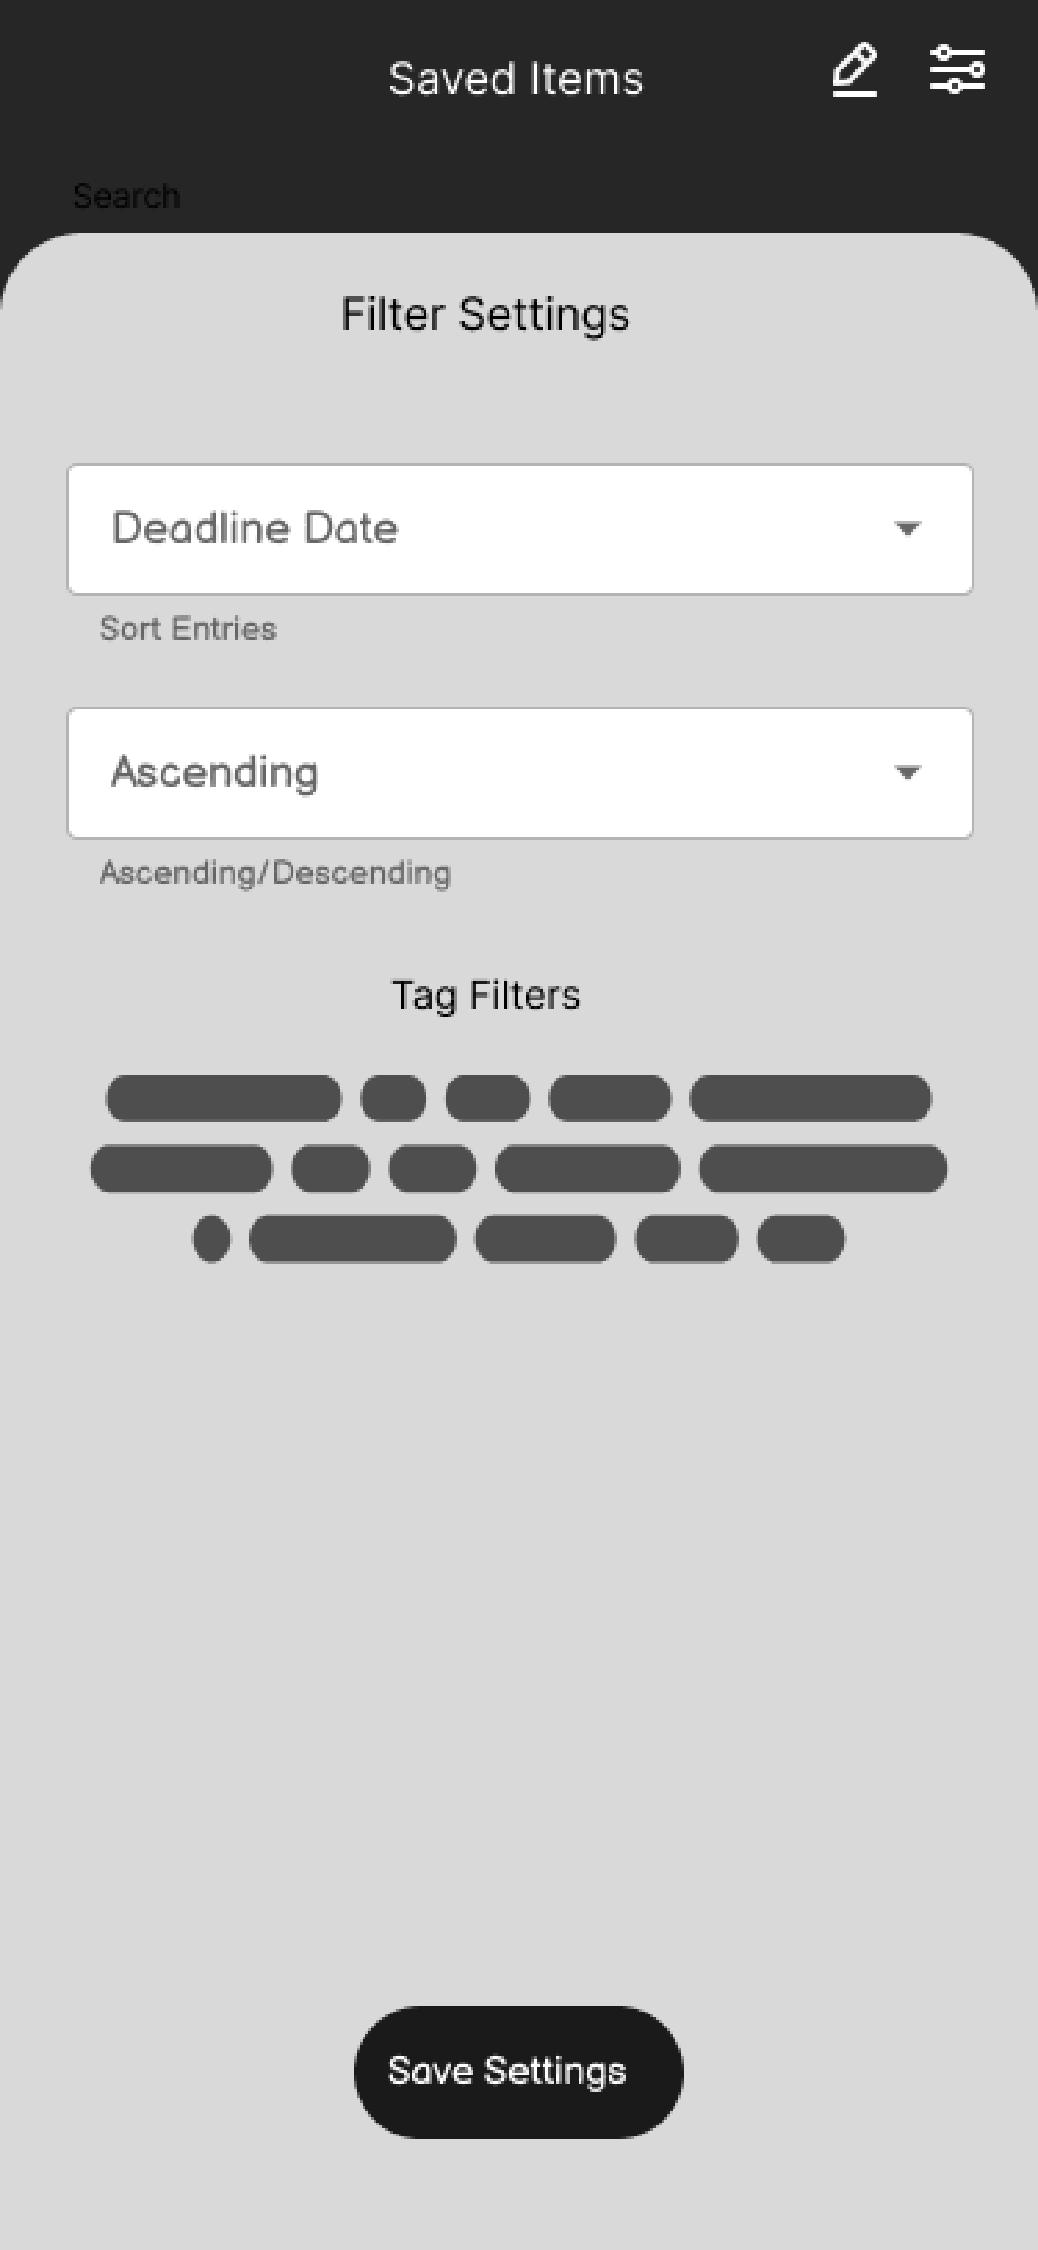 Saved Items
Search
Filter Settings
Deadline Date
Sort Entries
Ascending
Ascending/Descending
Tag Filters
Save Settings